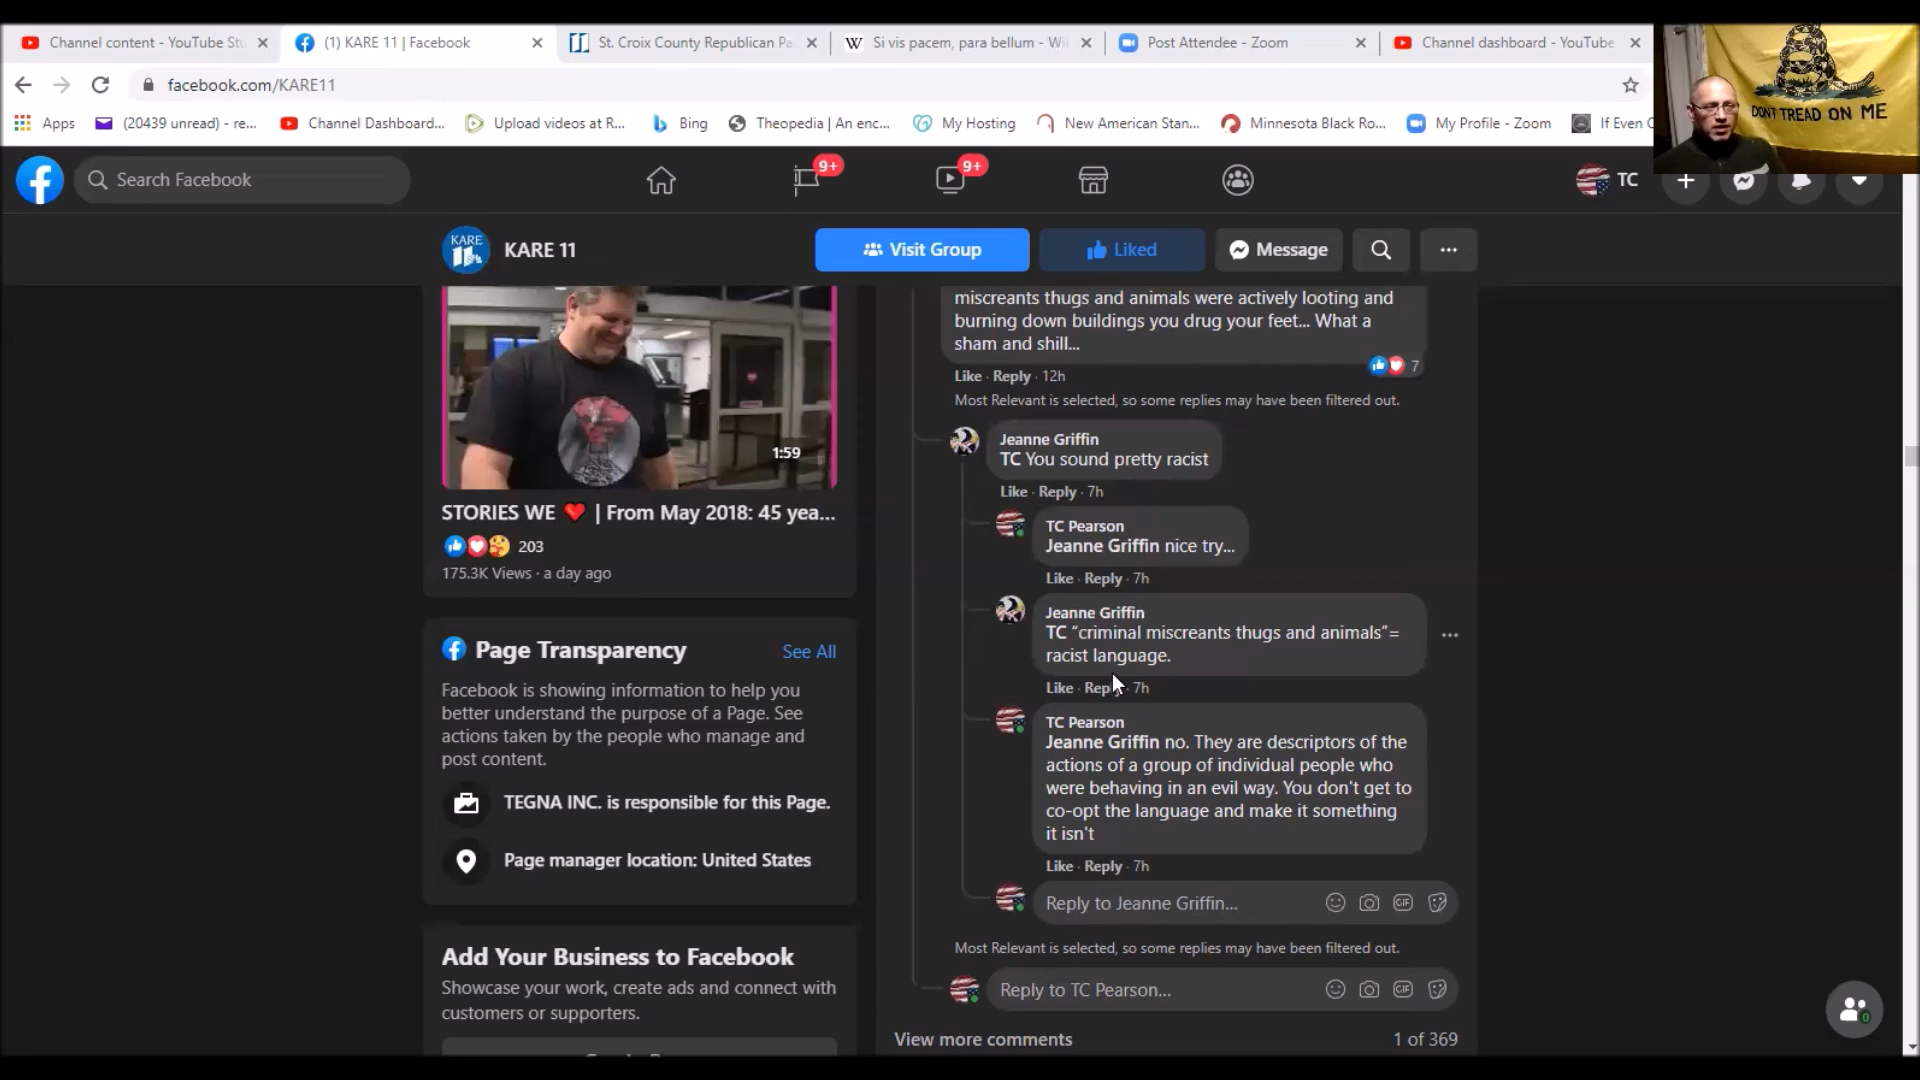 Channel content - YouTube Stu
(1) KARE 11 | Facebook
St. Croix County Republican Pa
Si vis pacem, para bellum - Wi
Post Attendee - Zoom
Channel dashboard - YouTube
facebook.com/KARE11
Apps
(20439 unread) - re...
Channel Dashboard...
Upload videos at R...
Bing
Theopedia | An enc...
My Hosting
New American Stan...
Minnesota Black Ro...
My Profile - Zoom
If Even
DONT TREAD ON ME
Search Facebook
9+
9+
TC
KARE 11
KARE 11
Visit Group
Liked
Message
1:59
STORIES WE ❤ | From May 2018: 45 yea...
203
175.3K Views · a day ago
Page Transparency
See All
Facebook is showing information to help you
better understand the purpose of a Page. See
actions taken by the people who manage and
post content.
TEGNA INC. is responsible for this Page.
Page manager location: United States
Add Your Business to Facebook
Showcase your work, create ads and connect with
customers or supporters.
miscreants thugs and animals were actively looting and
burning down buildings you drug your feet... What a
sham and shill...
7
Like · Reply · 12h
Most Relevant is selected, so some replies may have been filtered out.
Jeanne Griffin
TC You sound pretty racist
Like · Reply · 7h
TC Pearson
Jeanne Griffin nice try...
Like · Reply · 7h
Jeanne Griffin
TC “criminal miscreants thugs and animals”=
racist language.
Like · Reply · 7h
TC Pearson
Jeanne Griffin no. They are descriptors of the
actions of a group of individual people who
were behaving in an evil way. You don't get to
co-opt the language and make it something
it isn't
Like · Reply · 7h
Reply to Jeanne Griffin...
GIF
Most Relevant is selected, so some replies may have been filtered out.
Reply to TC Pearson...
GIF
View more comments
1 of 369
0